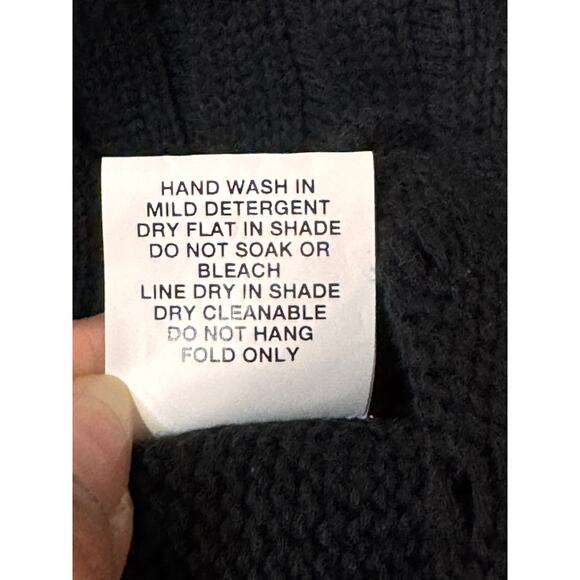 HAND WASH IN
MILD DETERGENT
DRY FLAT IN SHADE
DO NOT SOAK OR
BLEACH
LINE DRY IN SHADE
DRY CLEANABLE
DO NOT HANG
FOLD ONLY